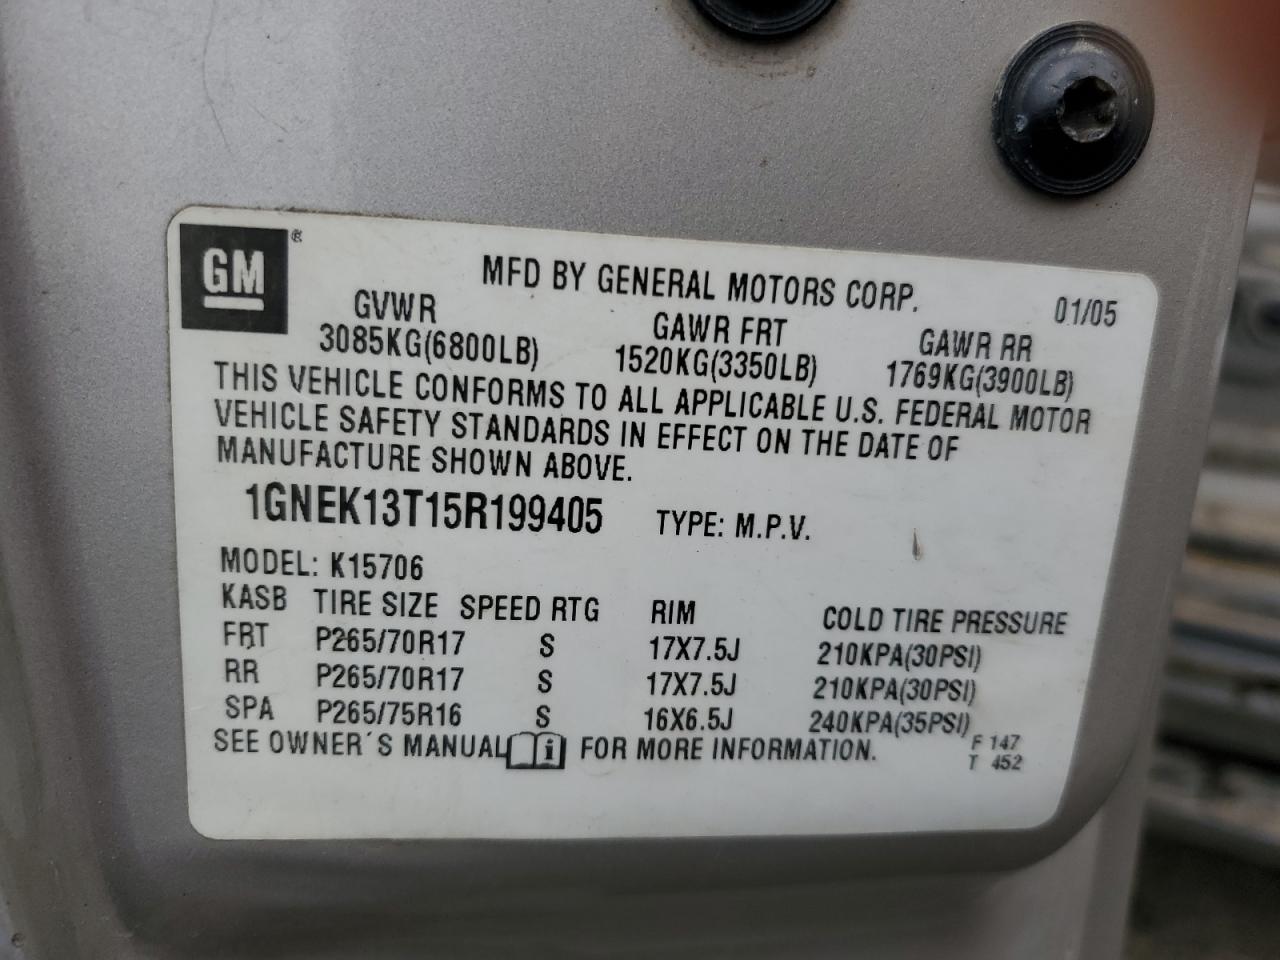 GM ®
MFD BY GENERAL MOTORS CORP. 01/05
GVWR GAWR FRT GAWR RR
3085KG(6800LB) 1520KG(3350LB) 1769KG(3900LB)
THIS VEHICLE CONFORMS TO ALL APPLICABLE U.S. FEDERAL MOTOR
VEHICLE SAFETY STANDARDS IN EFFECT ON THE DATE OF
MANUFACTURE SHOWN ABOVE.
1GNEK13T15R199405 TYPE: M.P.V.
MODEL: K15706
KASB TIRE SIZE SPEED RTG RIM COLD TIRE PRESSURE
FRT P265/70R17 S 17X7.5J 210KPA(30PSI)
RR P265/70R17 S 17X7.5J 210KPA(30PSI)
SPA P265/75R16 S 16X6.5J 240KPA(35PSI)
SEE OWNER´S MANUAL i FOR MORE INFORMATION. F 147
T 452